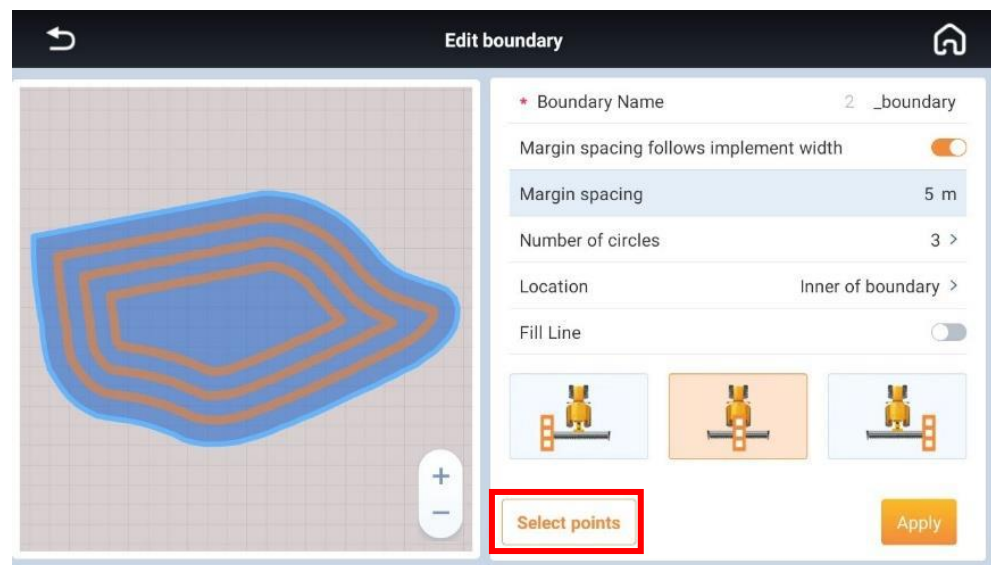 Edit boundary
* Boundary Name 2 _boundary
Margin spacing follows implement width
Margin spacing 5 m
Number of circles 3 >
Location Inner of boundary >
Fill Line
+
−
Select points
Apply